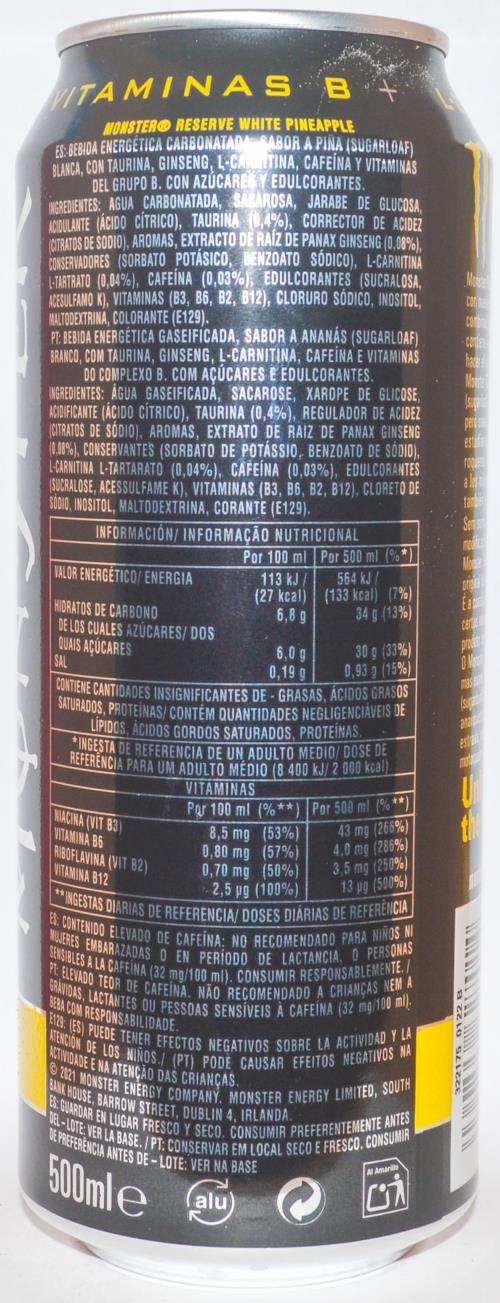 VITAMINAS B + L-
MONSTER® RESERVE WHITE PINEAPPLE
ES: BEBIDA ENERGÉTICA CARBONATADA, SABOR A PIÑA (SUGARLOAF)
BLANCA, CON TAURINA, GINSENG, L-CARNITINA, CAFEÍNA Y VITAMINAS
DEL GRUPO B. CON AZÚCARES Y EDULCORANTES.
INGREDIENTES: AGUA CARBONATADA, SACAROSA, JARABE DE GLUCOSA,
ACIDULANTE (ÁCIDO CÍTRICO), TAURINA (0,4%), CORRECTOR DE ACIDEZ
(CITRATOS DE SODIO), AROMAS, EXTRACTO DE RAÍZ DE PANAX GINSENG (0,08%),
CONSERVADORES (SORBATO POTÁSICO, BENZOATO SÓDICO), L-CARNITINA
L-TARTRATO (0,04%), CAFEÍNA (0,03%), EDULCORANTES (SUCRALOSA,
ACESULFAMO K), VITAMINAS (B3, B6, B2, B12), CLORURO SÓDICO, INOSITOL,
MALTODEXTRINA, COLORANTE (E129).
PT: BEBIDA ENERGÉTICA GASEIFICADA, SABOR A ANANÁS (SUGARLOAF)
BRANCO, COM TAURINA, GINSENG, L-CARNITINA, CAFEÍNA E VITAMINAS
DO COMPLEXO B. COM AÇÚCARES E EDULCORANTES.
INGREDIENTES: ÁGUA GASEIFICADA, SACAROSE, XAROPE DE GLICOSE,
ACIDIFICANTE (ÁCIDO CÍTRICO), TAURINA (0,4%), REGULADOR DE ACIDEZ
(CITRATOS DE SÓDIO), AROMAS, EXTRATO DE RAIZ DE PANAX GINSENG
(0,08%), CONSERVANTES (SORBATO DE POTÁSSIO, BENZOATO DE SÓDIO),
L-CARNITINA L-TARTARATO (0,04%), CAFEÍNA (0,03%), EDULCORANTES
(SUCRALOSE, ACESSULFAME K), VITAMINAS (B3, B6, B2, B12), CLORETO DE
SÓDIO, INOSITOL, MALTODEXTRINA, CORANTE (E129).
INFORMACIÓN/ INFORMAÇÃO NUTRICIONAL
Por 100 ml Por 500 ml (%*)
VALOR ENERGÉTICO/ ENERGIA 113 kJ / 564 kJ /
(27 kcal) (133 kcal) (7%)
HIDRATOS DE CARBONO 6,8 g 34 g (13%)
DE LOS CUALES AZÚCARES/ DOS
QUAIS AÇÚCARES 6,0 g 30 g (33%)
SAL 0,19 g 0,93 g (15%)
CONTIENE CANTIDADES INSIGNIFICANTES DE - GRASAS, ÁCIDOS GRASOS
SATURADOS, PROTEÍNAS/ CONTÉM QUANTIDADES NEGLIGENCIÁVEIS DE
LÍPIDOS, ÁCIDOS GORDOS SATURADOS, PROTEÍNAS.
*INGESTA DE REFERENCIA DE UN ADULTO MEDIO/ DOSE DE
REFERÊNCIA PARA UM ADULTO MÉDIO (8 400 kJ/ 2 000 kcal)
VITAMINAS
Por 100 ml (%**) Por 500 ml (%**)
NIACINA (VIT B3) 8,5 mg (53%) 43 mg (266%)
VITAMINA B6 0,80 mg (57%) 4,0 mg (286%)
RIBOFLAVINA (VIT B2) 0,70 mg (50%) 3,5 mg (250%)
VITAMINA B12 2,5 µg (100%) 13 µg (500%)
**INGESTAS DIARIAS DE REFERENCIA/ DOSES DIÁRIAS DE REFERÊNCIA
ES: CONTENIDO ELEVADO DE CAFEÍNA: NO RECOMENDADO PARA NIÑOS NI
MUJERES EMBARAZADAS O EN PERÍODO DE LACTANCIA, O PERSONAS
SENSIBLES A LA CAFEÍNA (32 mg/100 ml). CONSUMIR RESPONSABLEMENTE. /
PT: ELEVADO TEOR DE CAFEÍNA. NÃO RECOMENDADO A CRIANÇAS NEM A
GRÁVIDAS, LACTANTES OU PESSOAS SENSÍVEIS À CAFEÍNA (32 mg/100 ml).
BEBA COM RESPONSABILIDADE.
E129: (ES) PUEDE TENER EFECTOS NEGATIVOS SOBRE LA ACTIVIDAD Y LA
ATENCIÓN DE LOS NIÑOS./ (PT) PODE CAUSAR EFEITOS NEGATIVOS NA
ACTIVIDADE E NA ATENÇÃO DAS CRIANÇAS.
© 2021 MONSTER ENERGY COMPANY. MONSTER ENERGY LIMITED, SOUTH
BANK HOUSE, BARROW STREET, DUBLIN 4, IRLANDA.
ES: GUARDAR EN LUGAR FRESCO Y SECO. CONSUMIR PREFERENTEMENTE ANTES
DEL - LOTE: VER LA BASE. / PT: CONSERVAR EM LOCAL SECO E FRESCO. CONSUMIR
DE PREFERÊNCIA ANTES DE - LOTE: VER NA BASE
500ml e
alu
Al Amarillo
322175 0122 B